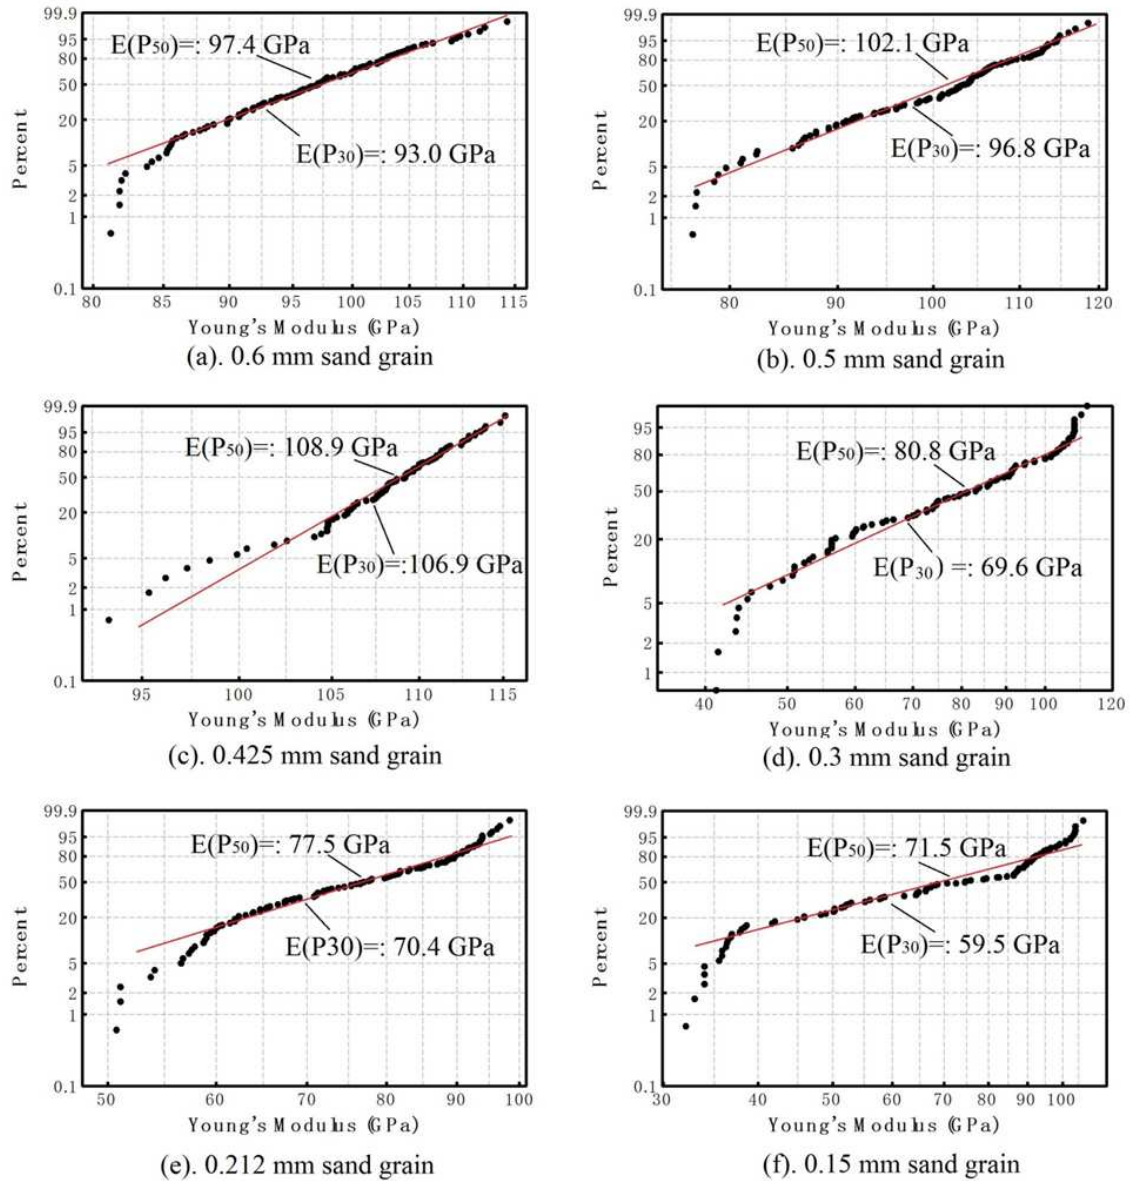 99.9
95
80
50
20
5
2
1
0.1
Percent
E(P50)=: 97.4 GPa
E(P30)=: 93.0 GPa
80 85 90 95 100 105 110 115
Young's Modulus (GPa)
(a). 0.6 mm sand grain
99.9
95
80
50
20
5
2
1
0.1
Percent
E(P50)=: 102.1 GPa
E(P30)=: 96.8 GPa
80 90 100 110 120
Young's Modulus (GPa)
(b). 0.5 mm sand grain
99.9
95
80
50
20
5
2
1
0.1
Percent
E(P50)=: 108.9 GPa
E(P30)=:106.9 GPa
95 100 105 110 115
Young's Modulus (GPa)
(c). 0.425 mm sand grain
95
80
50
20
5
2
1
Percent
E(P50)=: 80.8 GPa
E(P30) =: 69.6 GPa
40 50 60 70 80 90 100 120
Young's Modulus (GPa)
(d). 0.3 mm sand grain
99.9
95
80
50
20
5
2
1
0.1
Percent
E(P50)=: 77.5 GPa
E(P30)=: 70.4 GPa
50 60 70 80 90 100
Young's Modulus (GPa)
(e). 0.212 mm sand grain
99.9
95
80
50
20
5
2
1
0.1
Percent
E(P50)=: 71.5 GPa
E(P30)=: 59.5 GPa
30 40 50 60 70 80 90 100
Young's Modulus (GPa)
(f). 0.15 mm sand grain